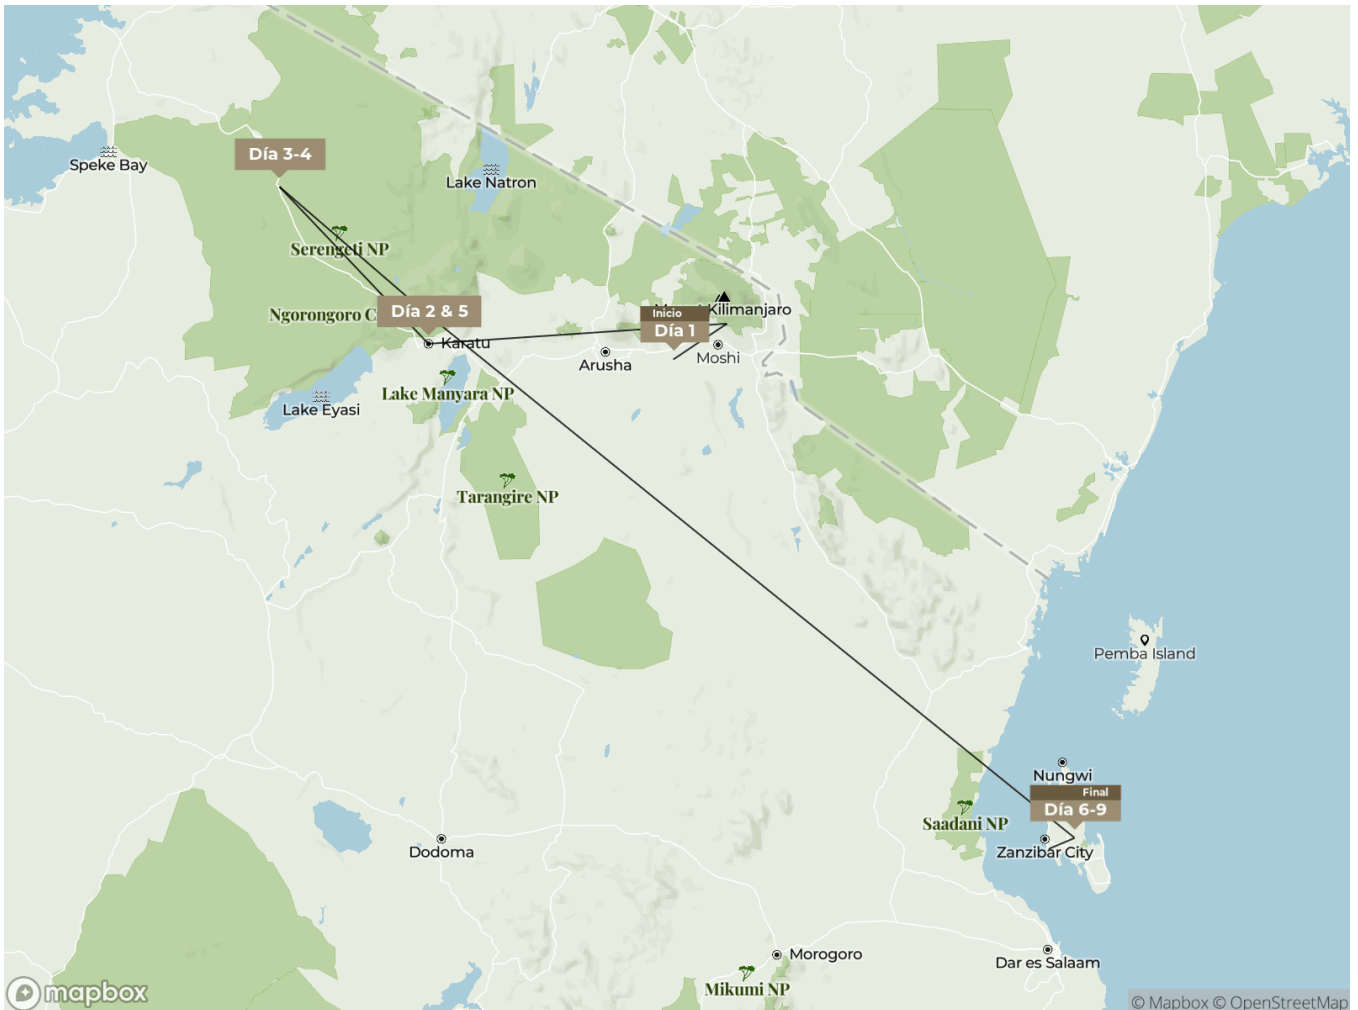 Speke Bay
Día 3-4
Lake Natron
Serengeti NP
Ngorongoro C
Día 2 & 5
Karatu
Kilimanjaro
Inicio
Día 1
Moshi
Arusha
Lake Manyara NP
Lake Eyasi
Tarangire NP
Pemba Island
Nungwi
Final
Día 6-9
Saadani NP
Zanzibar City
Dodoma
Morogoro
Dar es Salaam
Mikumi NP
mapbox
© Mapbox © OpenStreetMap